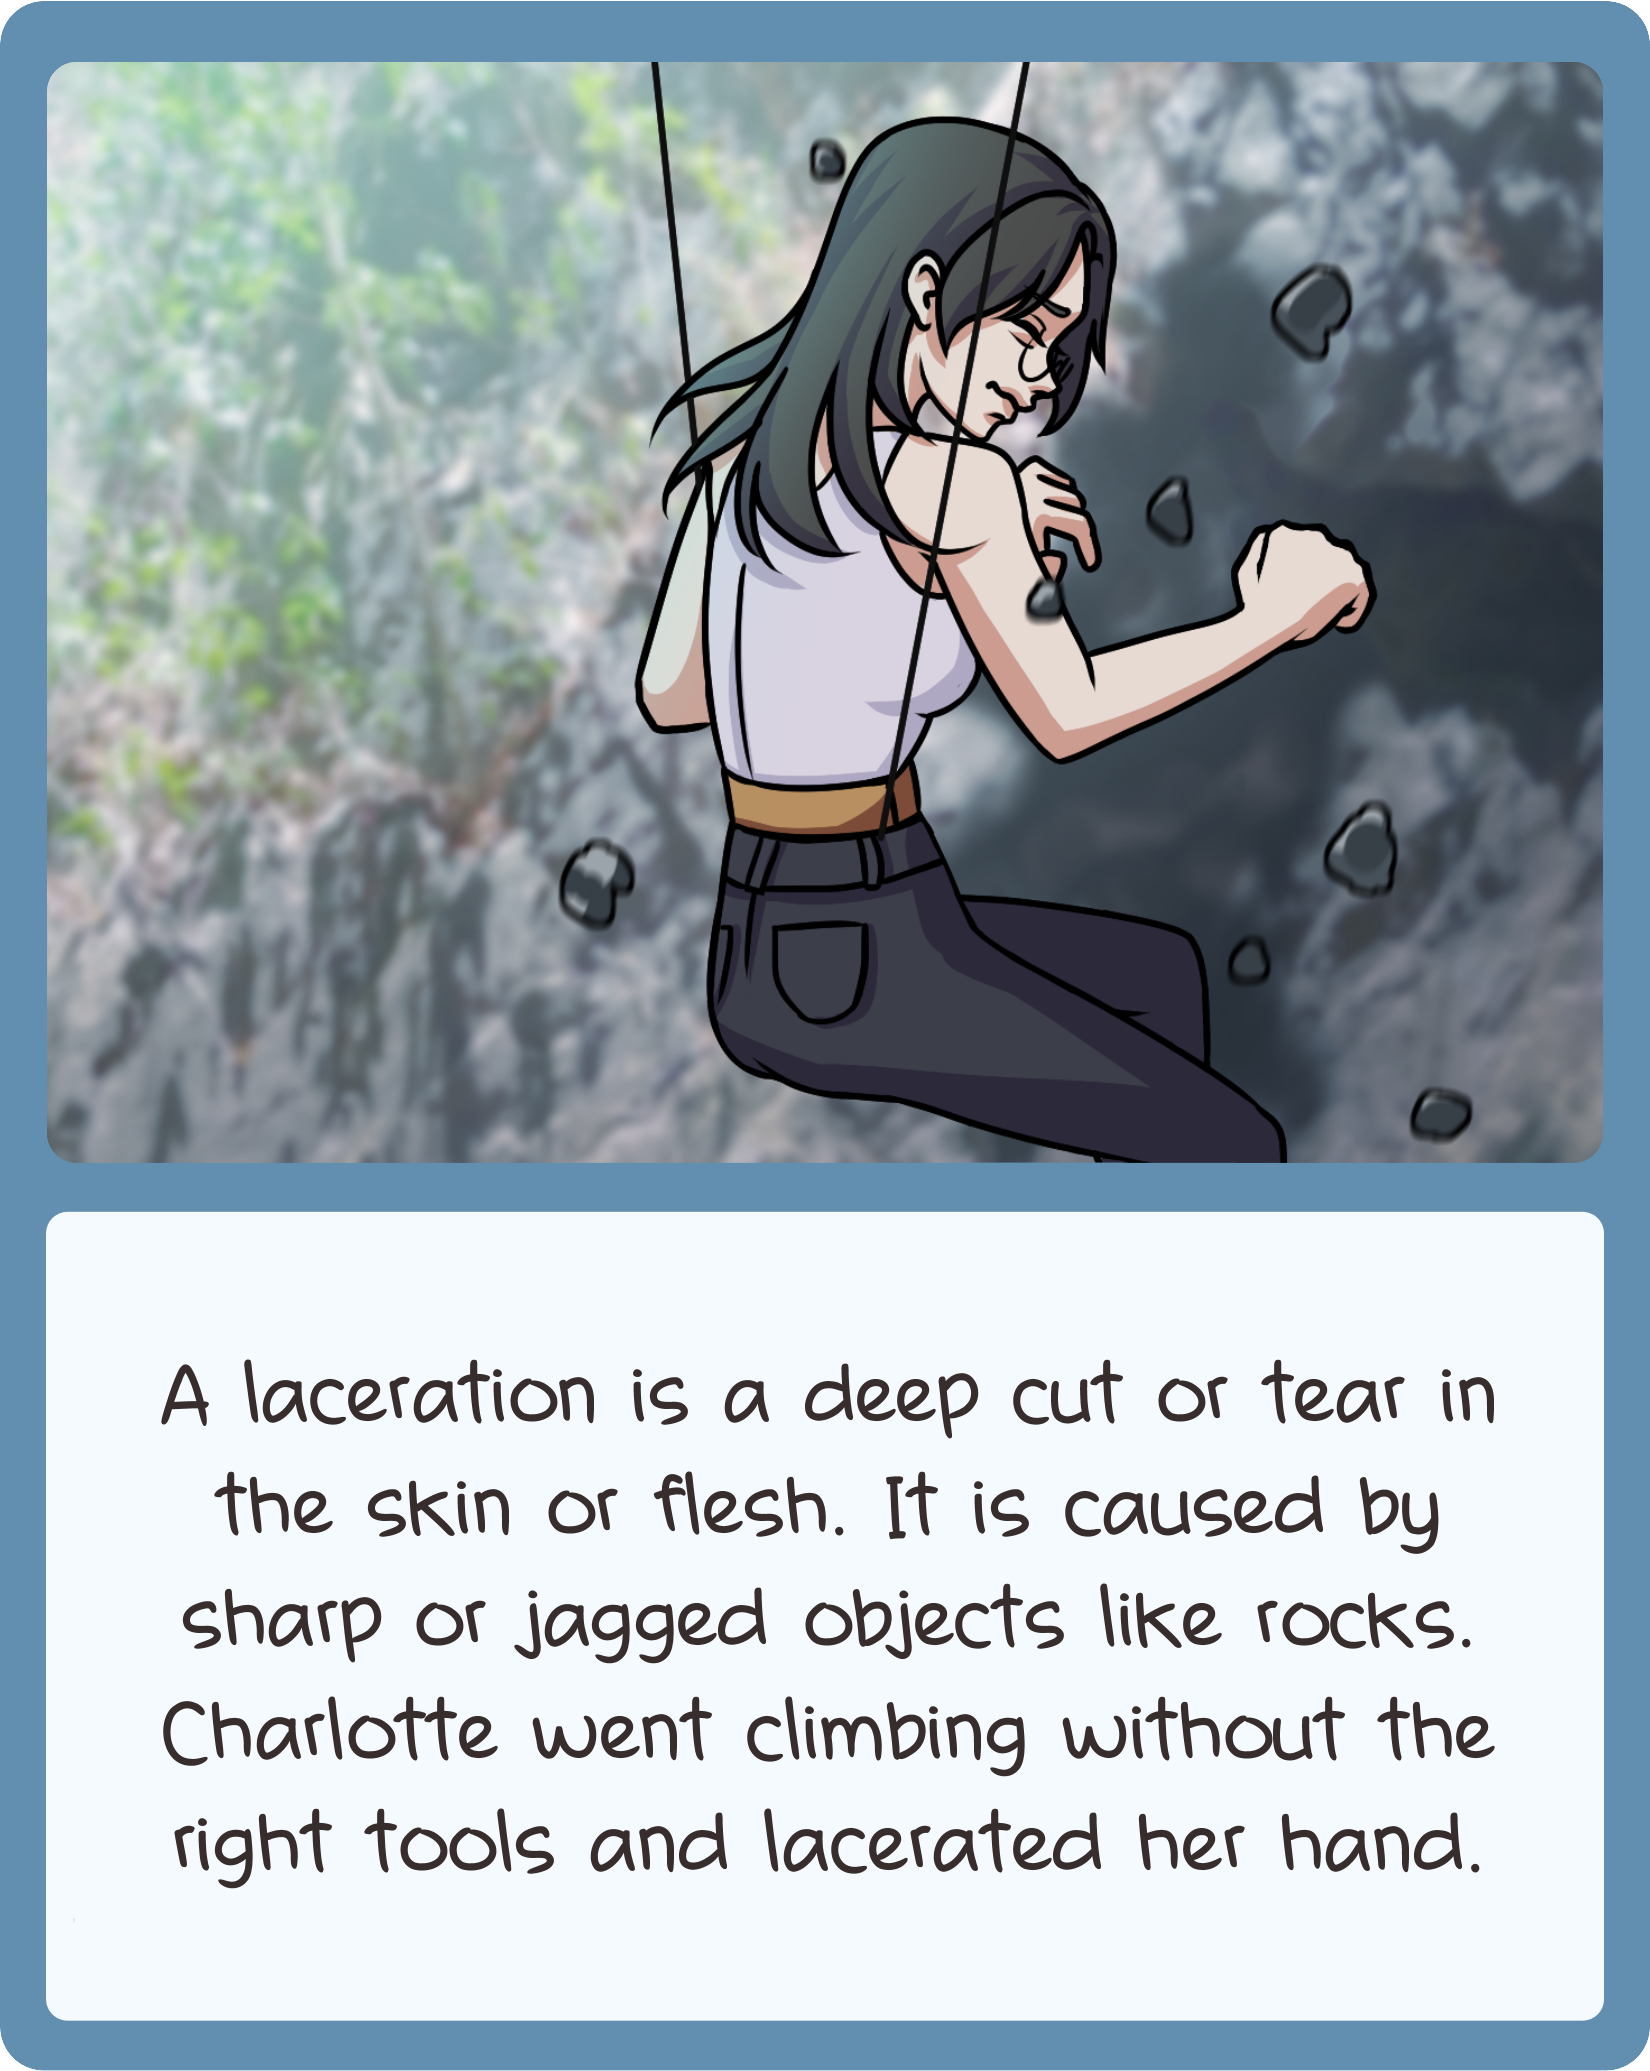 A laceration is a deep cut or tear in
the skin or flesh. It is caused by
sharp or jagged objects like rocks.
Charlotte went climbing without the
right tools and lacerated her hand.